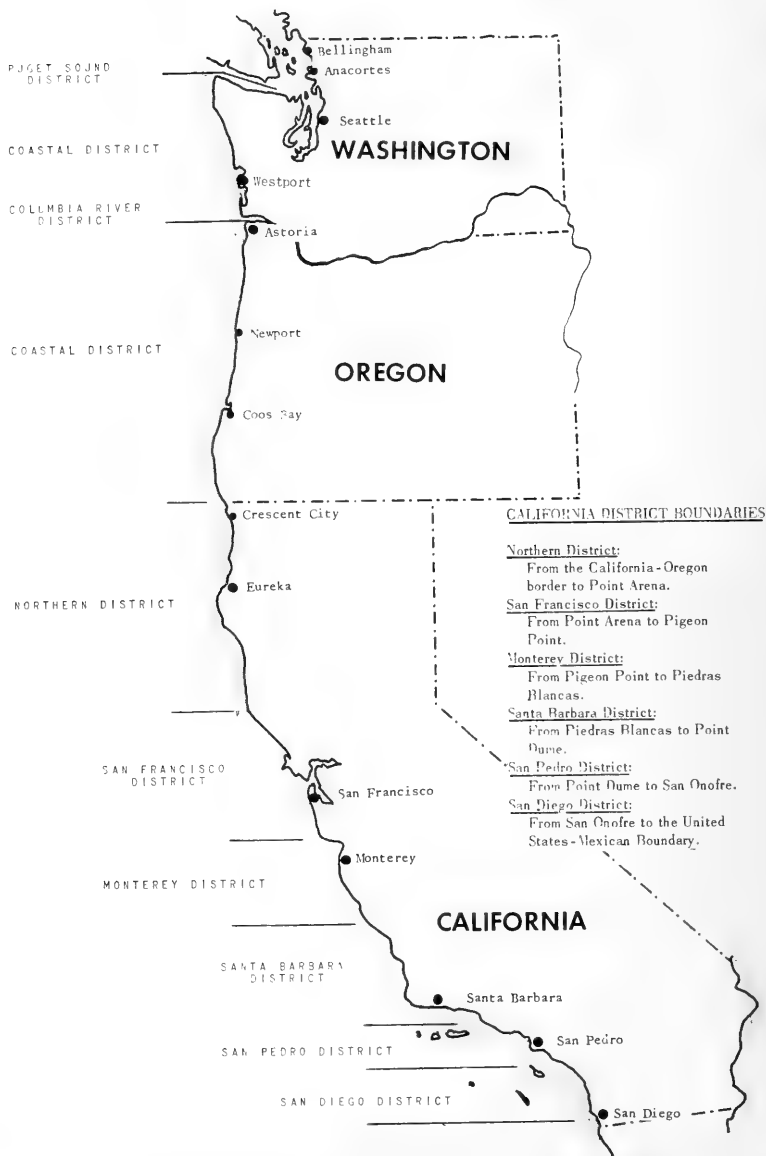 Bellingham
PUGET SOUND
DISTRICT
Anacortes
Seattle
WASHINGTON
COASTAL DISTRICT
Westport
COLUMBIA RIVER
DISTRICT
Astoria
Newport
COASTAL DISTRICT
OREGON
Coos Bay
Crescent City
Eureka
NORTHERN DISTRICT
CALIFORNIA DISTRICT BOUNDARIES
Northern District:
From the California-Oregon
border to Point Arena.
San Francisco District:
From Point Arena to Pigeon
Point.
Monterey District:
From Pigeon Point to Piedras
Blancas.
Santa Barbara District:
From Piedras Blancas to Point
Dume.
San Pedro District:
From Point Dume to San Onofre.
San Diego District:
From San Onofre to the United
States-Mexican Boundary.
SAN FRANCISCO
DISTRICT
San Francisco
Monterey
MONTEREY DISTRICT
CALIFORNIA
SANTA BARBARA
DISTRICT
Santa Barbara
San Pedro
SAN PEDRO DISTRICT
SAN DIEGO DISTRICT
San Diego